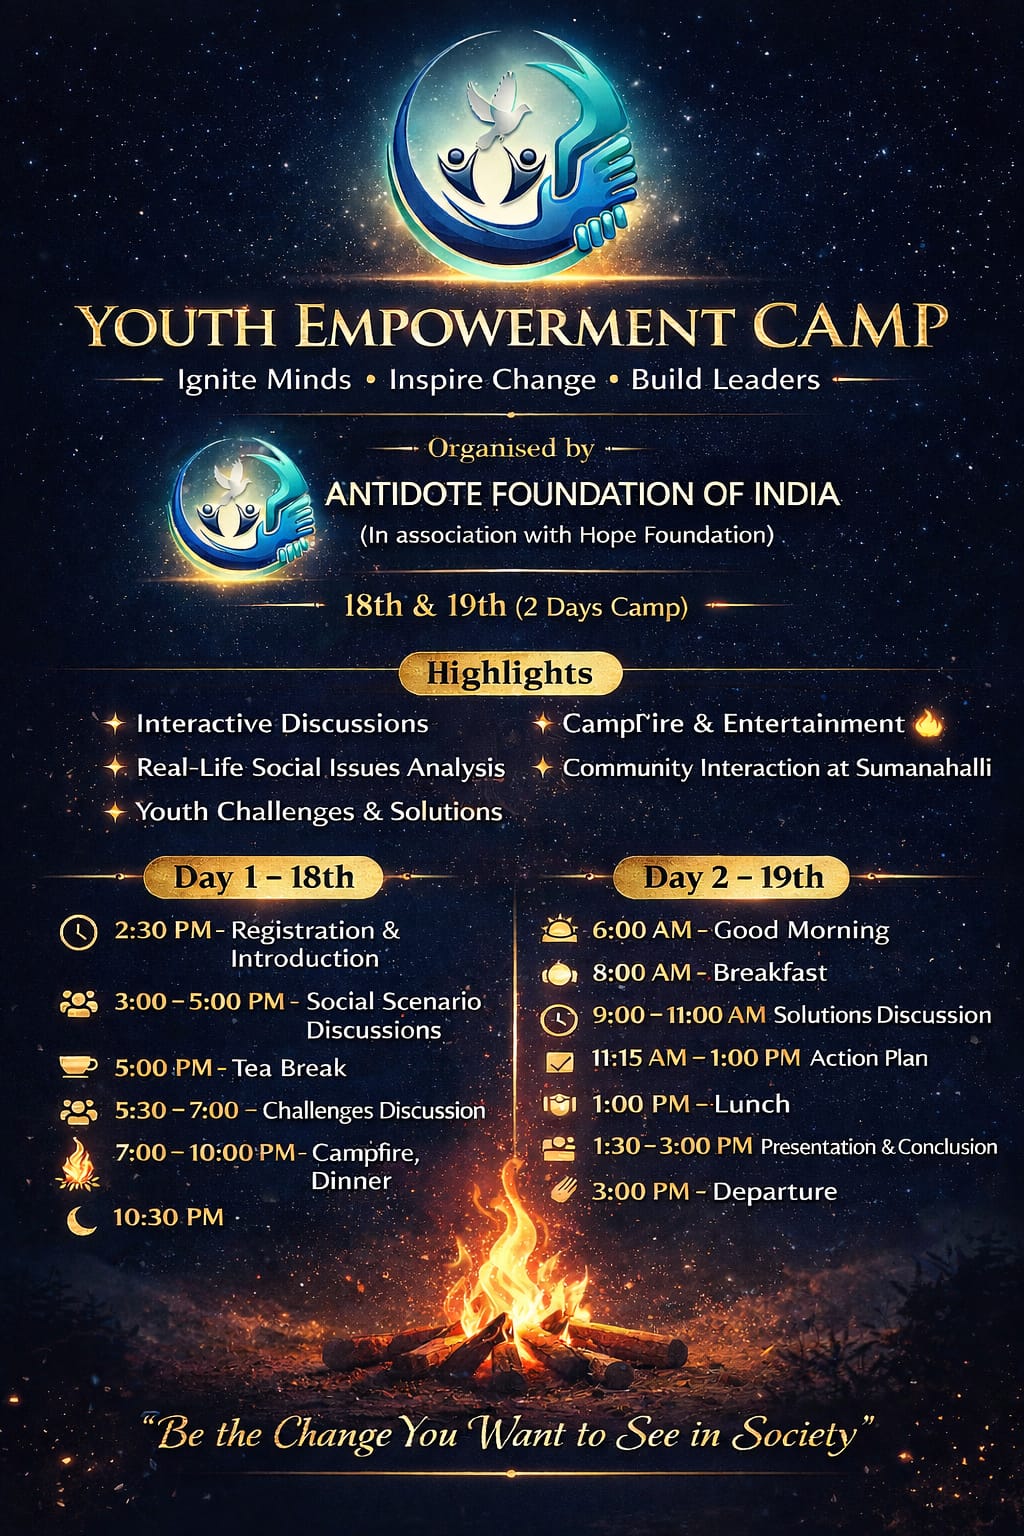 YOUTH EMPOWERMENT CAMP
Ignite Minds • Inspire Change • Build Leaders
Organised by
ANTIDOTE FOUNDATION OF INDIA
(In association with Hope Foundation)
18th & 19th (2 Days Camp)
Highlights
Interactive Discussions
Real-Life Social Issues Analysis
Youth Challenges & Solutions
Campf'ire & Entertainment
Community Interaction at Sumanahalli
Day 1 – 18th
2:30 PM - Registration &
Introduction
3:00 – 5:00 PM - Social Scenario
Discussions
5:00 PM - Tea Break
5:30 – 7:00 – Challenges Discussion
7:00 – 10:00 PM - Campfire,
Dinner
10:30 PM
Day 2 – 19th
6:00 AM – Good Morning
8:00 AM - Breakfast
9:00 – 11:00 AM Solutions Discussion
11:15 AM – 1:00 PM Action Plan
1:00 PM – Lunch
1:30 – 3:00 PM Presentation & Conclusion
3:00 PM – Departure
"Be the Change You Want to See in Society"